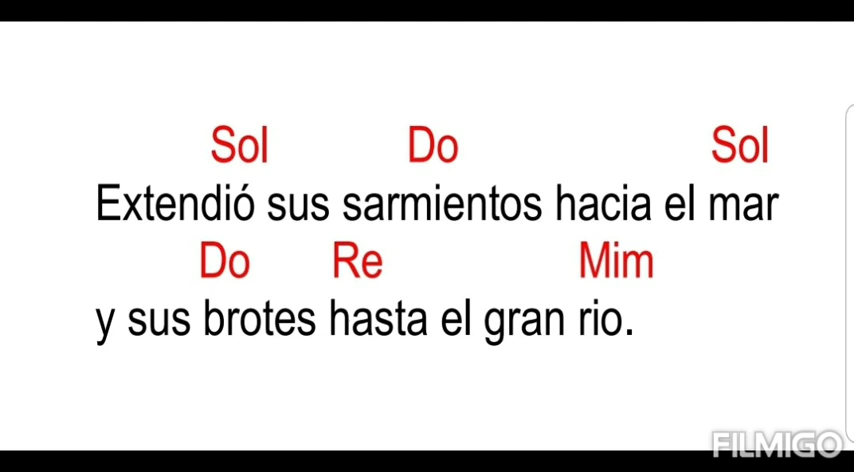 Sol Do Sol
Extendió sus sarmientos hacia el mar
Do Re Mim
y sus brotes hasta el gran rio.
FILMIGO